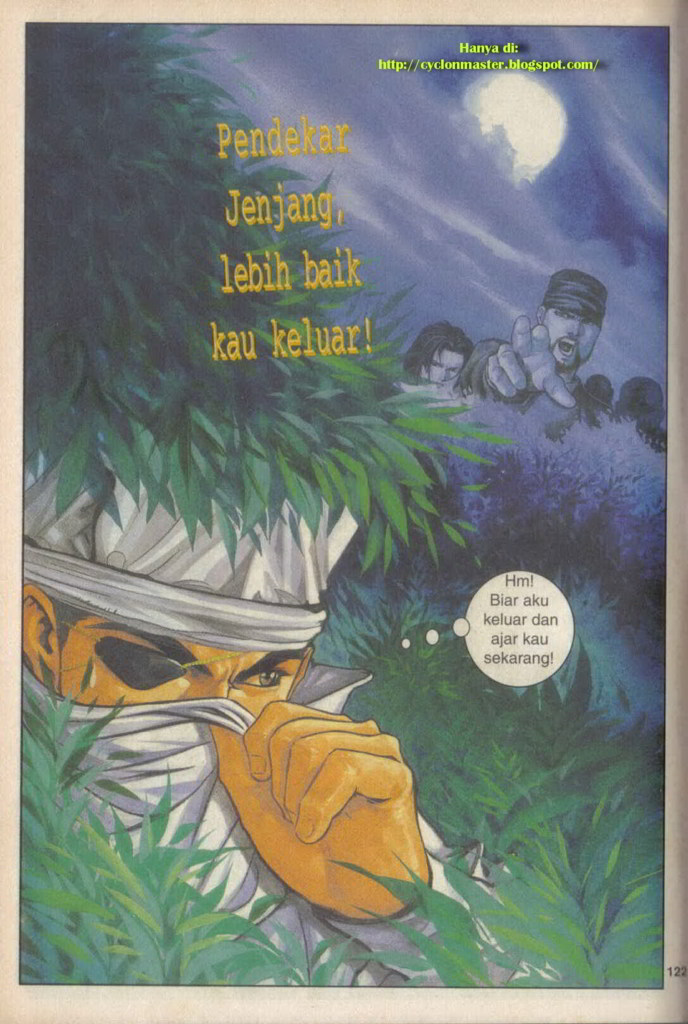 Hanya di:
http://cyclonmaster.blogspot.com/
Pendekar
Jenjang,
lebih baik
kau keluar!
Hm!
Biar aku
keluar dan
ajar kau
sekarang!
122